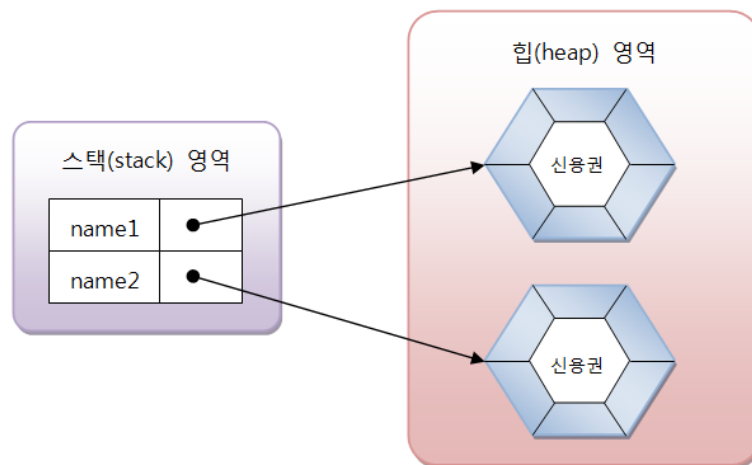 힙(heap) 영역
스택(stack) 영역
신용권
name1
name2
신용권